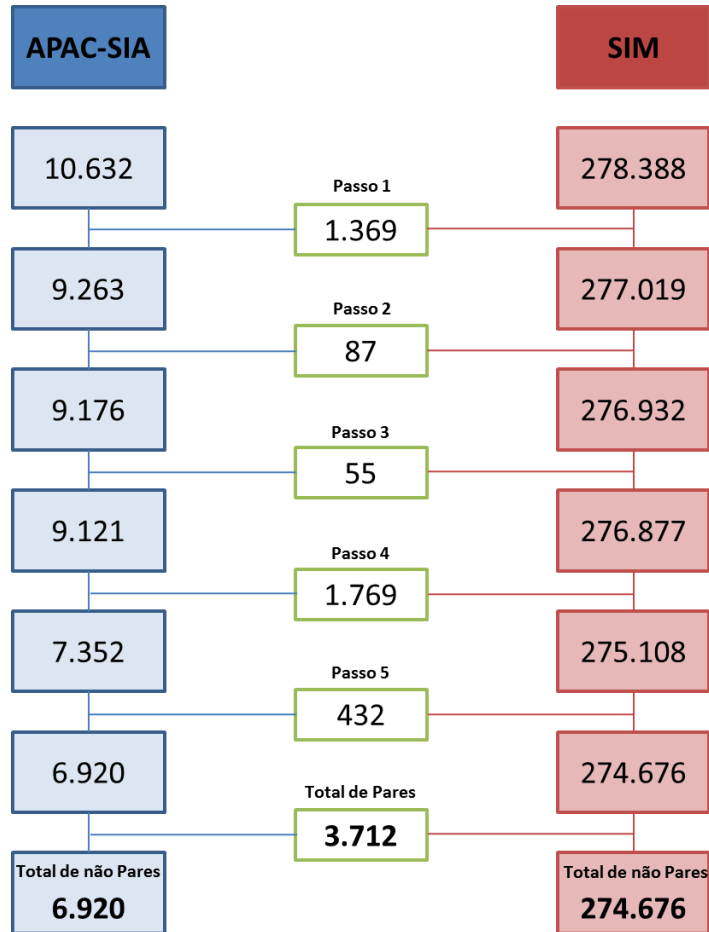 APAC-SIA
SIM
10.632
278.388
Passo 1
1.369
9.263
277.019
Passo 2
87
9.176
276.932
Passo 3
55
9.121
276.877
Passo 4
1.769
7.352
275.108
Passo 5
432
6.920
274.676
Total de Pares
3.712
Total de não Pares
6.920
Total de não Pares
274.676